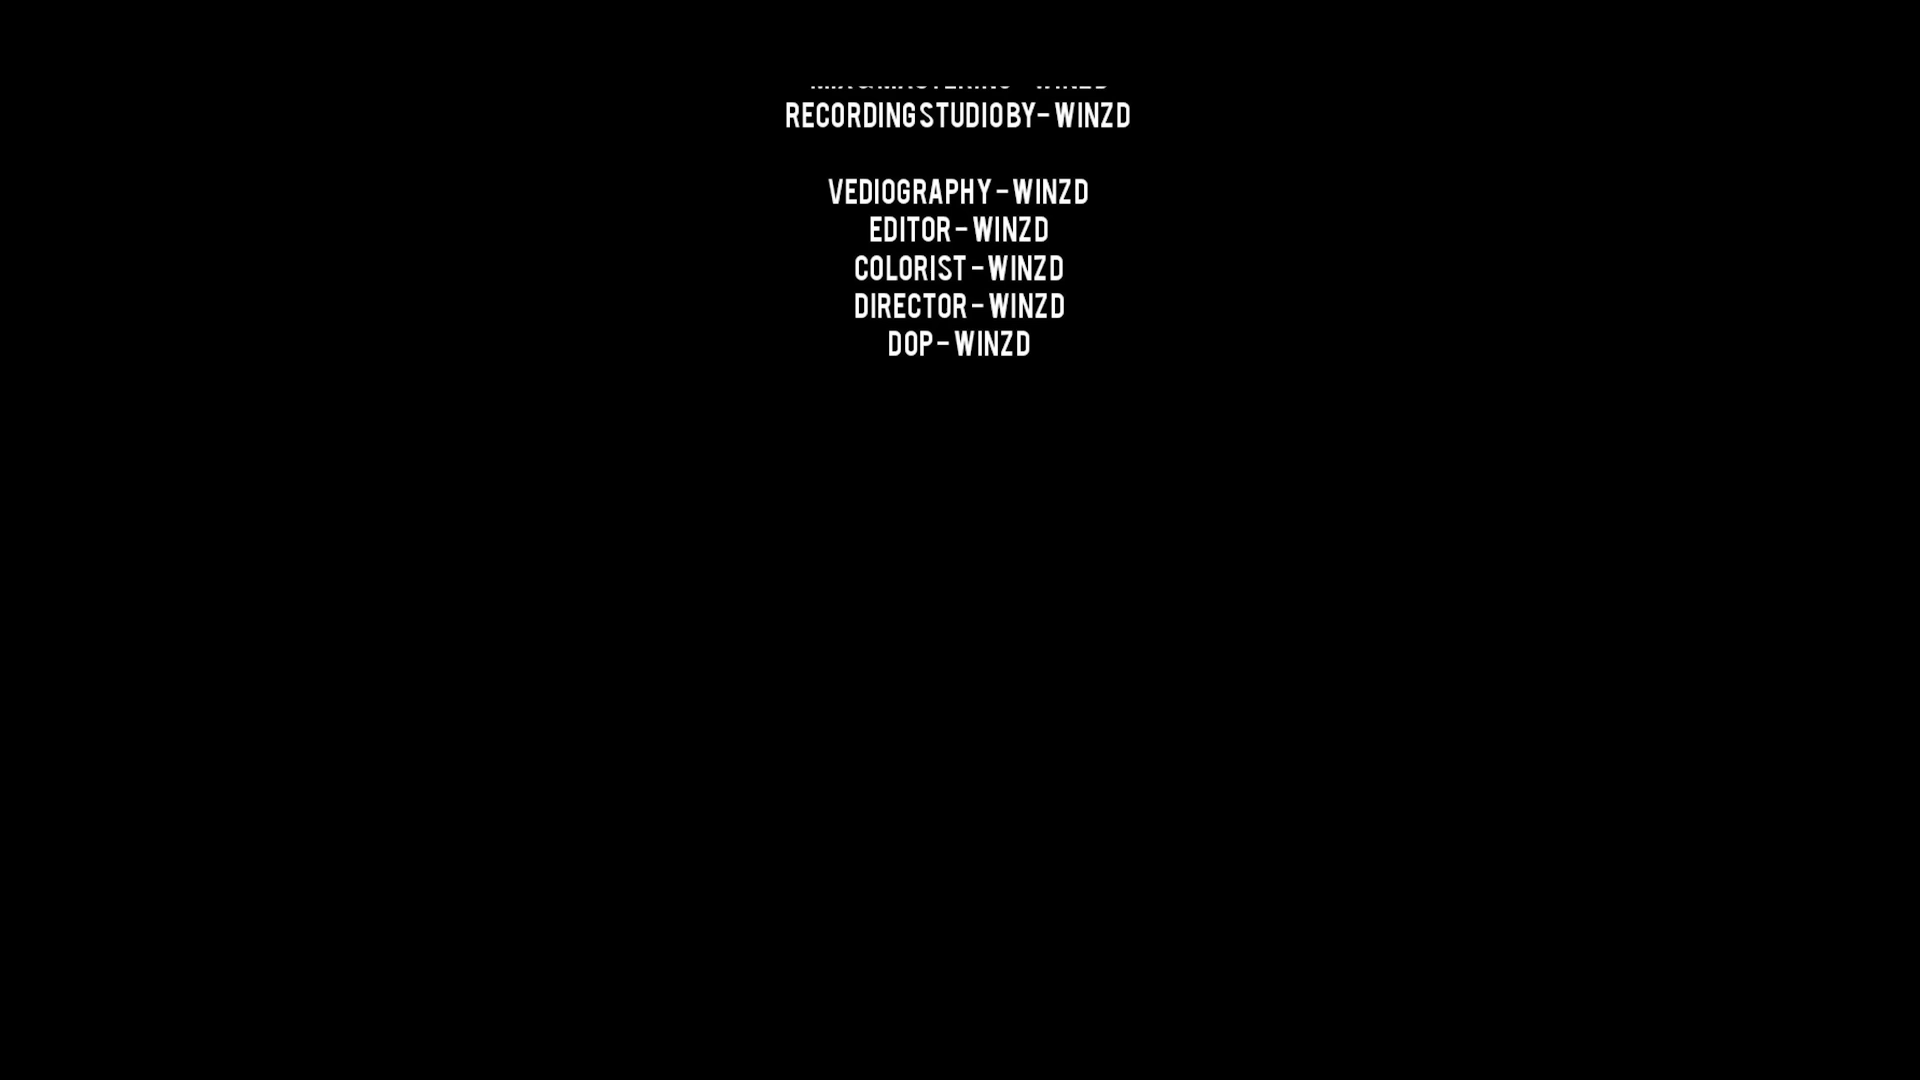 RECORDING STUDIO BY - WINZD
VEDIOGRAPHY - WINZD
EDITOR - WINZD
COLORIST - WINZD
DIRECTOR - WINZD
DOP - WINZD